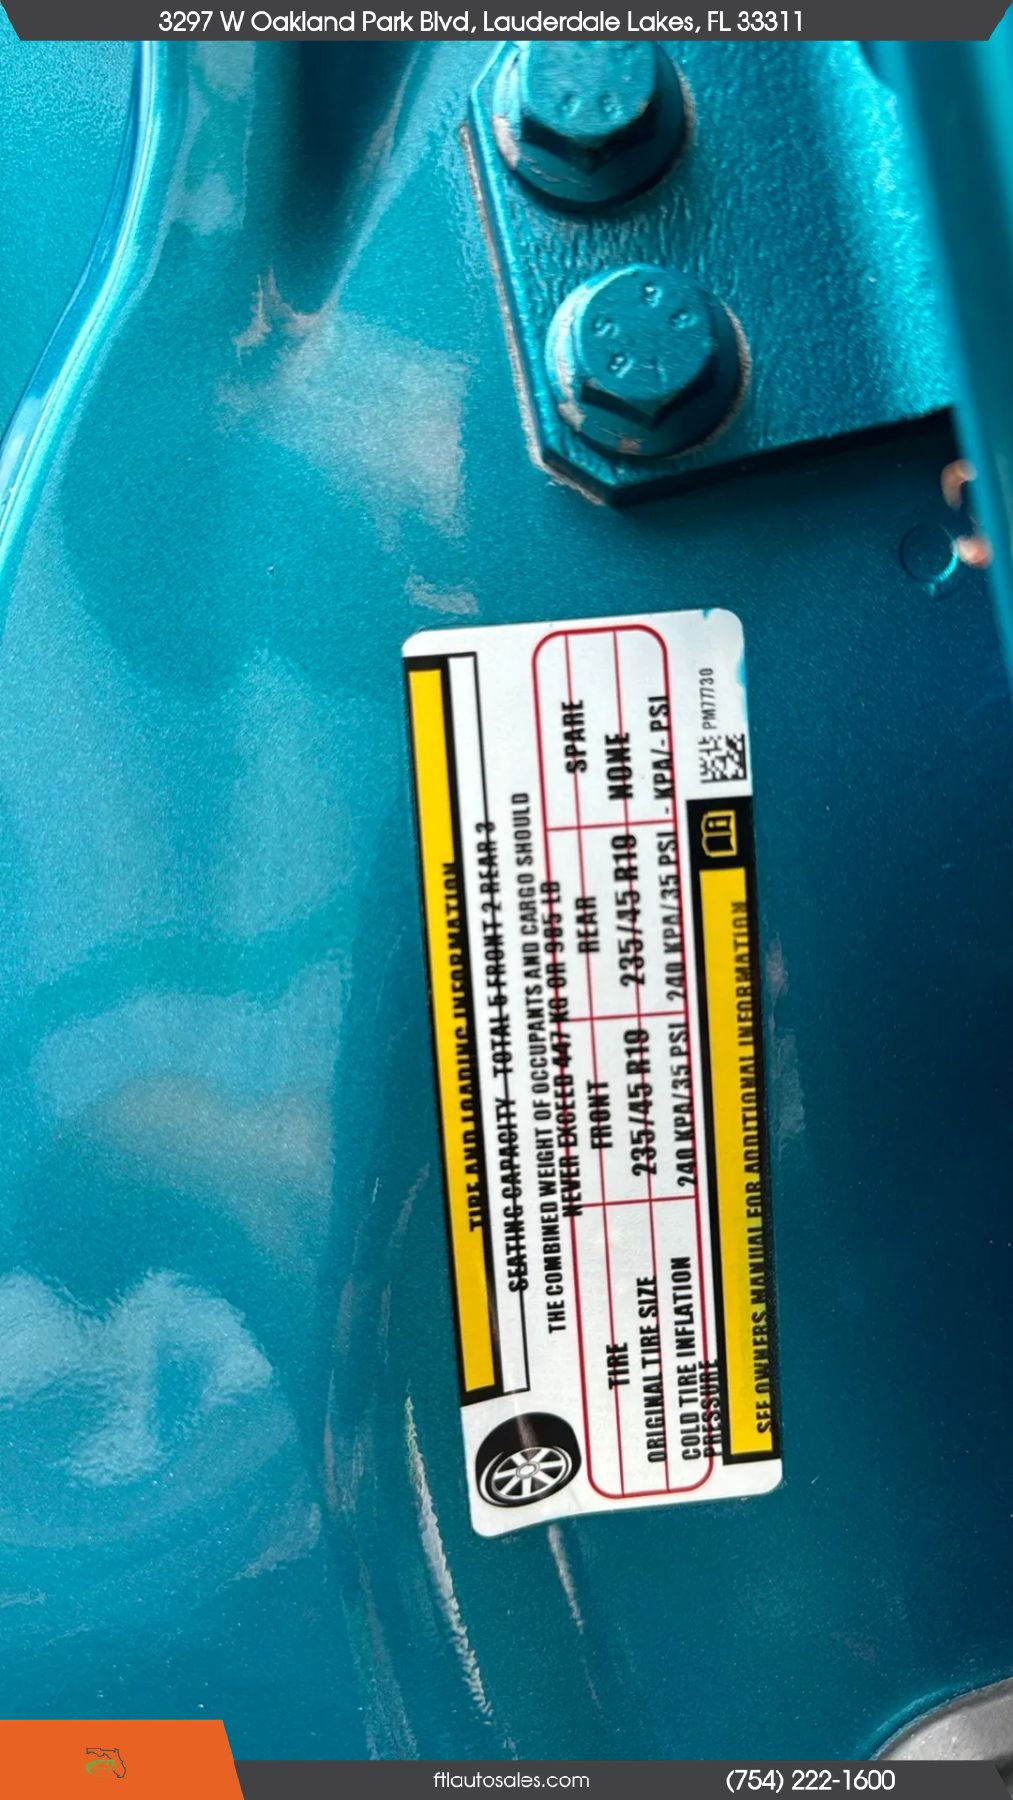 3297 W Oakland Park Blvd, Lauderdale Lakes, FL 33311
TIRE AND LOADING INFORMATION
SEATING CAPACITY TOTAL 5 FRONT 2 REAR 3
THE COMBINED WEIGHT OF OCCUPANTS AND CARGO SHOULD
NEVER EXCEED 447 KG OR 985 LB
TIRE FRONT REAR SPARE
ORIGINAL TIRE SIZE 235/45 R19 235/45 R19 NONE
COLD TIRE INFLATION 240 KPA/35 PSI 240 KPA/35 PSI - KPA/- PSI
PRESSURE
SEE OWNERS MANUAL FOR ADDITIONAL INFORMATION
PM77730
ftlautosales.com
(754) 222-1600